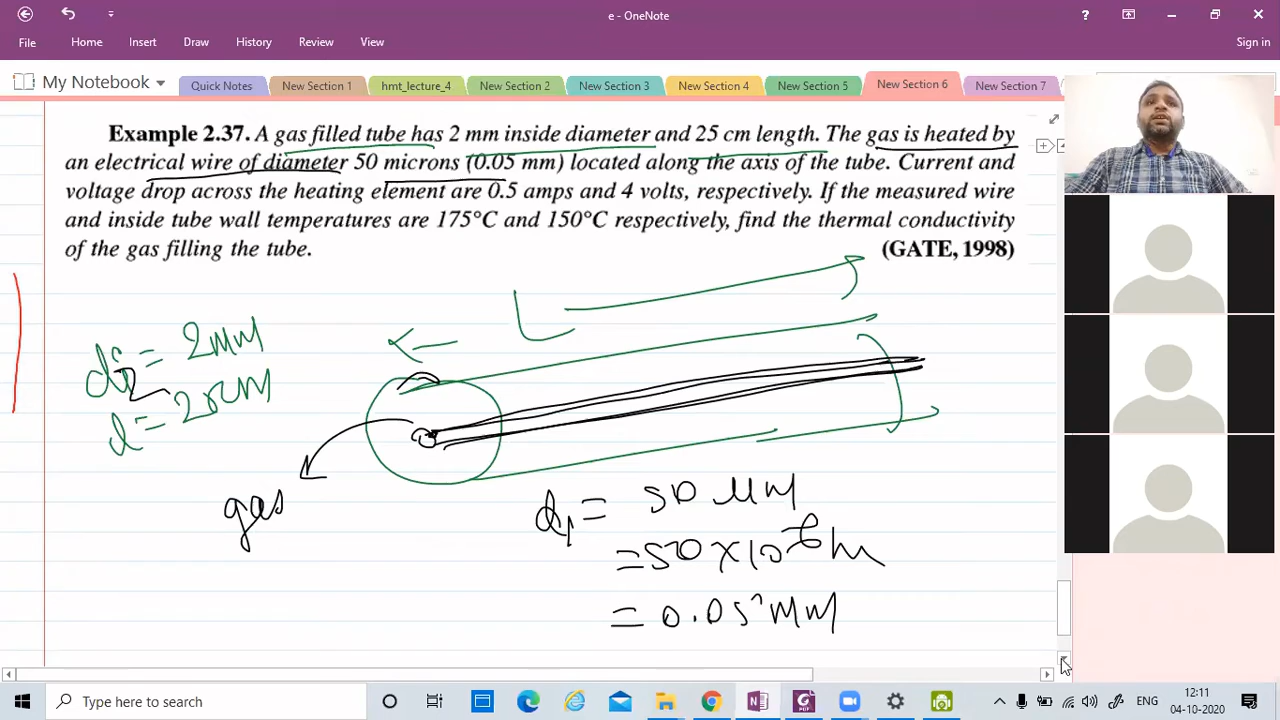 e - OneNote
File Home Insert Draw History Review View Sign in
My Notebook Quick Notes New Section 1 hmt_lecture_4 New Section 2 New Section 3 New Section 4 New Section 5 New Section 6 New Section 7
Example 2.37. A gas filled tube has 2 mm inside diameter and 25 cm length. The gas is heated by
an electrical wire of diameter 50 microns (0.05 mm) located along the axis of the tube. Current and
voltage drop across the heating element are 0.5 amps and 4 volts, respectively. If the measured wire
and inside tube wall temperatures are 175°C and 150°C respectively, find the thermal conductivity
of the gas filling the tube. (GATE, 1998)
L
= 2mm
l = 25cm
gas
d1 = 50 μm
= 50 × 10-6 m
= 0.05 mm
Type here to search
ENG
2:11
04-10-2020